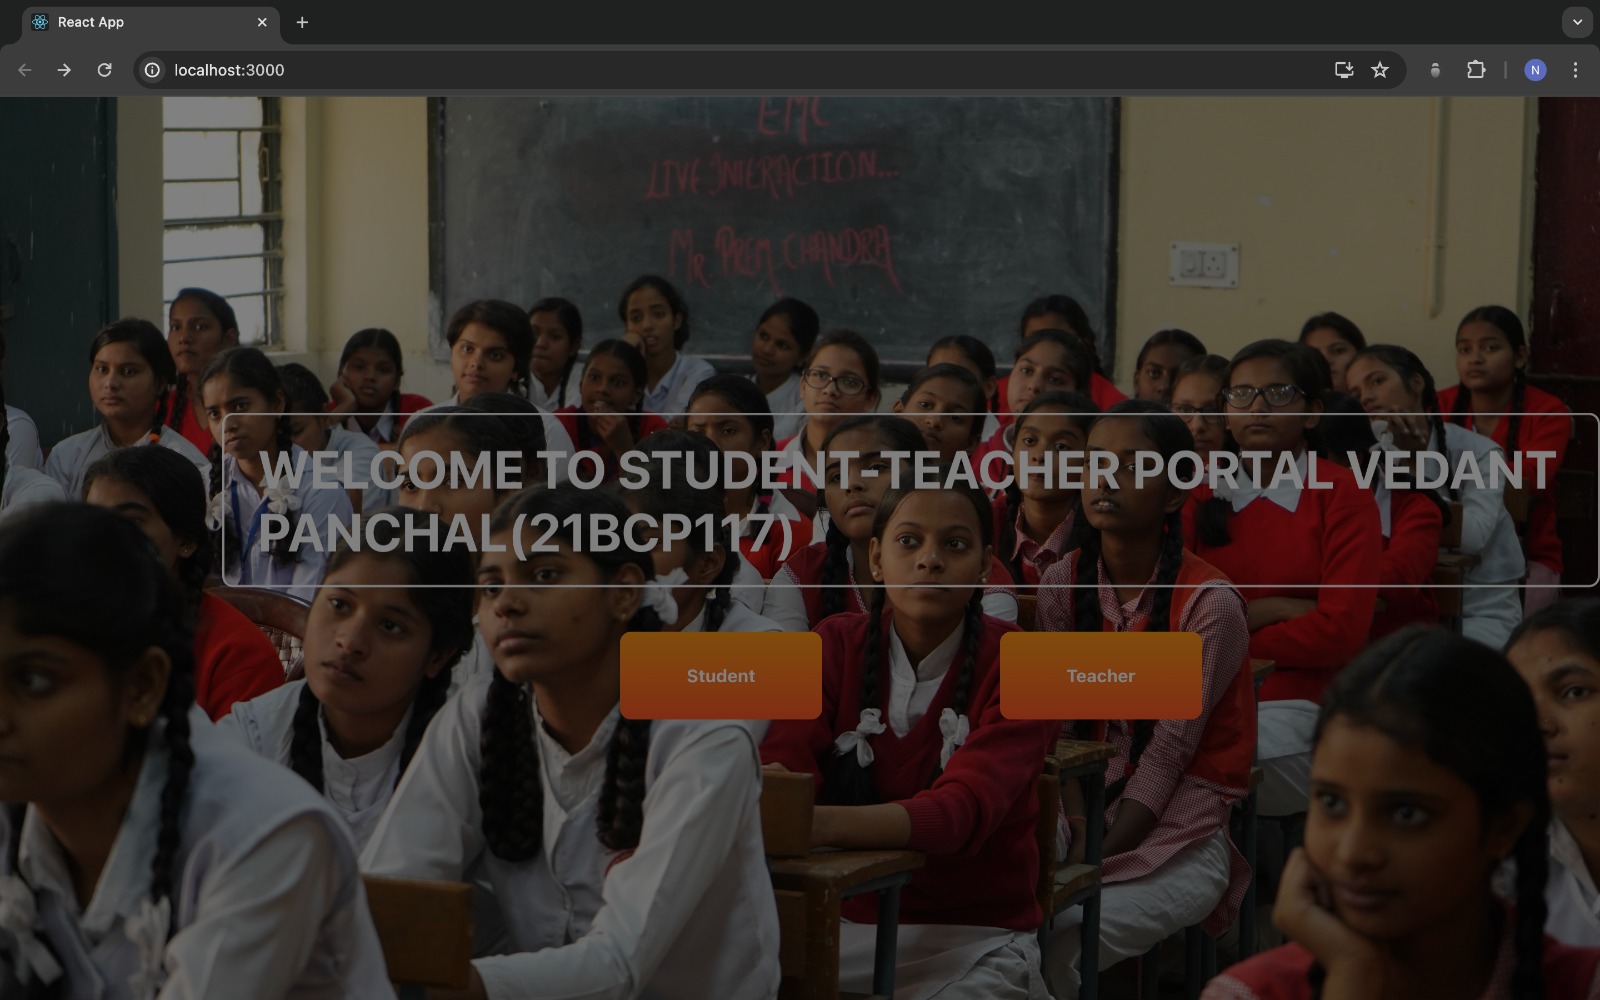 React App
localhost:3000
N
EMC
LIVE INTERACTION...
Mr. PREM CHANDRA
WELCOME TO STUDENT-TEACHER PORTAL VEDANT
PANCHAL(21BCP117)
Student
Teacher